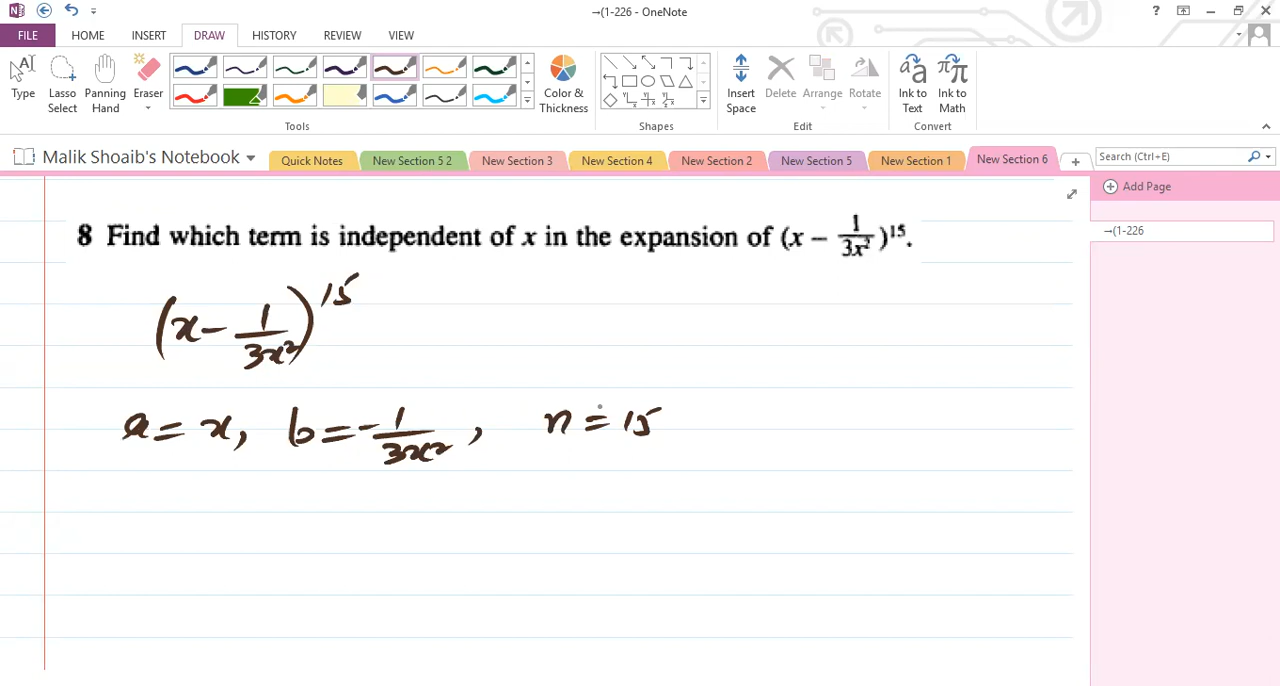 →(1-226 - OneNote
?
FILE HOME INSERT DRAW HISTORY REVIEW VIEW
Type
Lasso Select
Panning Hand
Eraser
Color & Thickness
Insert Space
Delete
Arrange
Rotate
Ink to Text
Ink to Math
Tools
Shapes
Edit
Convert
Malik Shoaib's Notebook
Quick Notes New Section 5 2 New Section 3 New Section 4 New Section 2 New Section 5 New Section 1 New Section 6 +
Search (Ctrl+E)
Add Page
→(1-226
8 Find which term is independent of x in the expansion of (x − 1/3x²)¹⁵.
(x − 1/3x²)¹⁵
a = x, b = −1/3x², n = 15